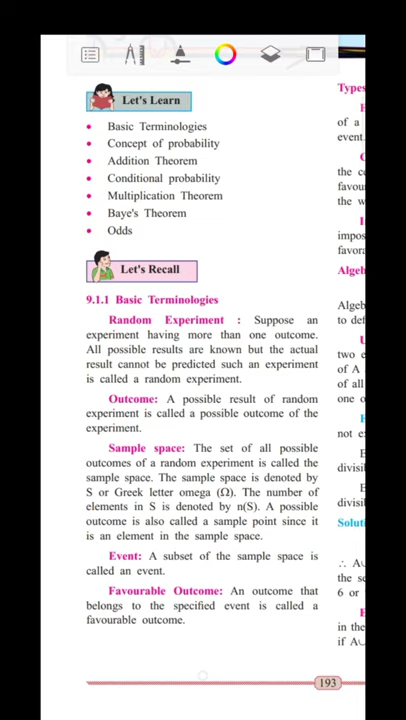 Let's Learn
• Basic Terminologies
• Concept of probability
• Addition Theorem
• Conditional probability
• Multiplication Theorem
• Baye's Theorem
• Odds
Let's Recall
9.1.1 Basic Terminologies
Random Experiment : Suppose an
experiment having more than one outcome.
All possible results are known but the actual
result cannot be predicted such an experiment
is called a random experiment.
Outcome: A possible result of random
experiment is called a possible outcome of the
experiment.
Sample space: The set of all possible
outcomes of a random experiment is called the
sample space. The sample space is denoted by
S or Greek letter omega (Ω). The number of
elements in S is denoted by n(S). A possible
outcome is also called a sample point since it
is an element in the sample space.
Event: A subset of the sample space is
called an event.
Favourable Outcome: An outcome that
belongs to the specified event is called a
favourable outcome.
193
Types
of a
event.
the ce
favou
the w
impos
favora
Algeb
Algeb
to def
two e
of A
of all
one o
not ex
divisi
divisi
Solutio
∴ A∪
the se
6 or
in the
if A∪